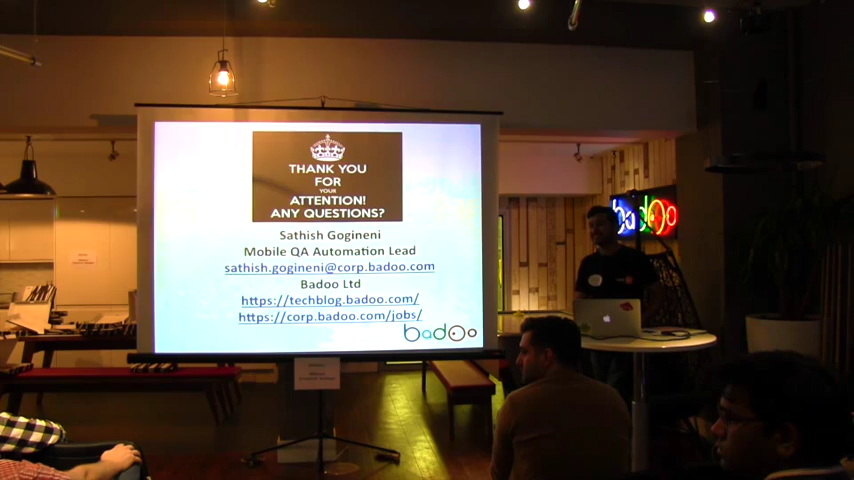 THANK YOU
FOR
YOUR
ATTENTION!
ANY QUESTIONS?
Sathish Gogineni
Mobile QA Automation Lead
sathish.gogineni@corp.badoo.com
Badoo Ltd
https://techblog.badoo.com/
https://corp.badoo.com/jobs/
badoo
badoo